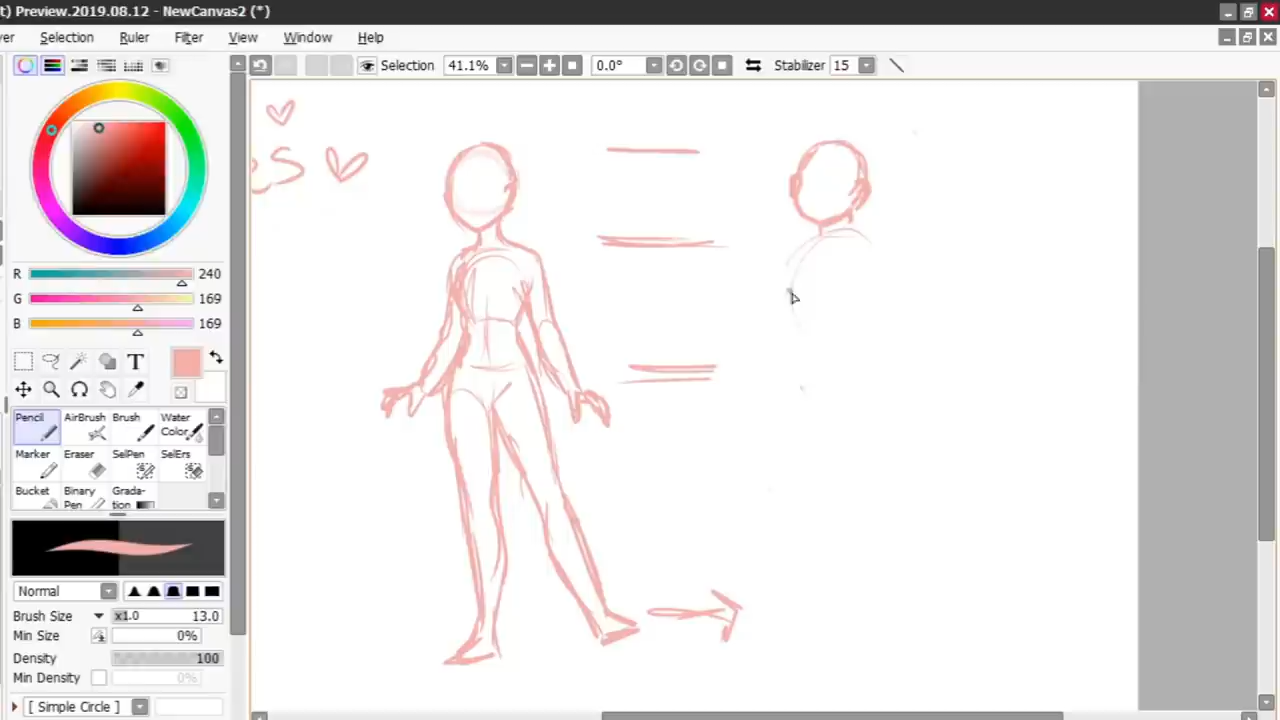 t) Preview.2019.08.12 - NewCanvas2 (*)
er Selection Ruler Filter View Window Help
Selection 41.1% 0.0° Stabilizer 15
es
R 240
G 169
B 169
T
Pencil AirBrush Brush Water Color
Marker Eraser SelPen SelErs
Bucket Binary Pen Grada-tion
Normal
Brush Size x1.0 13.0
Min Size 0%
Density 100
Min Density 0%
[ Simple Circle ]